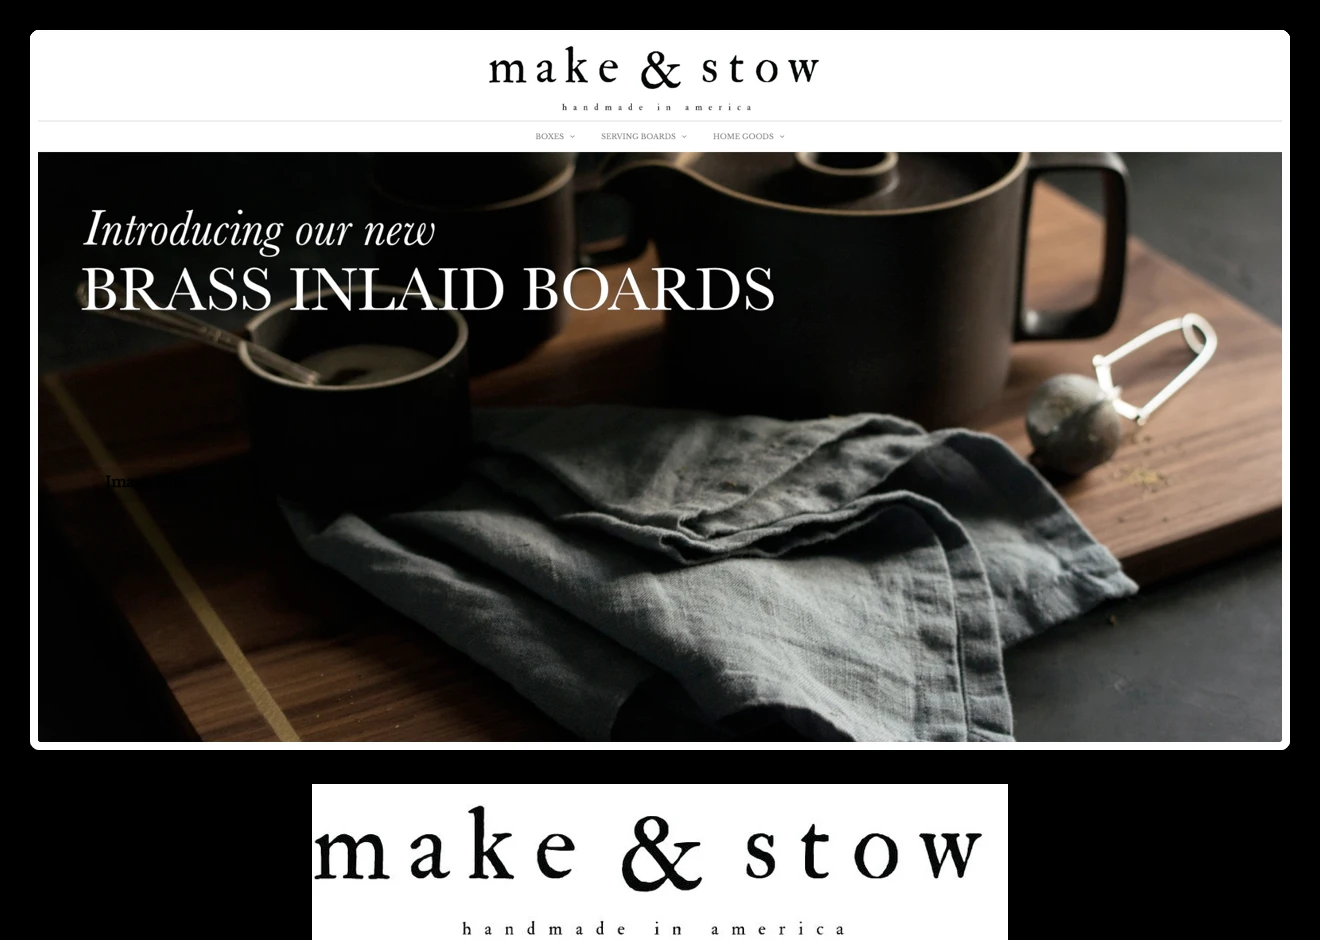 make & stow
handmade in america
BOXES
SERVING BOARDS
HOME GOODS
Introducing our new
BRASS INLAID BOARDS
make & stow
handmade in america